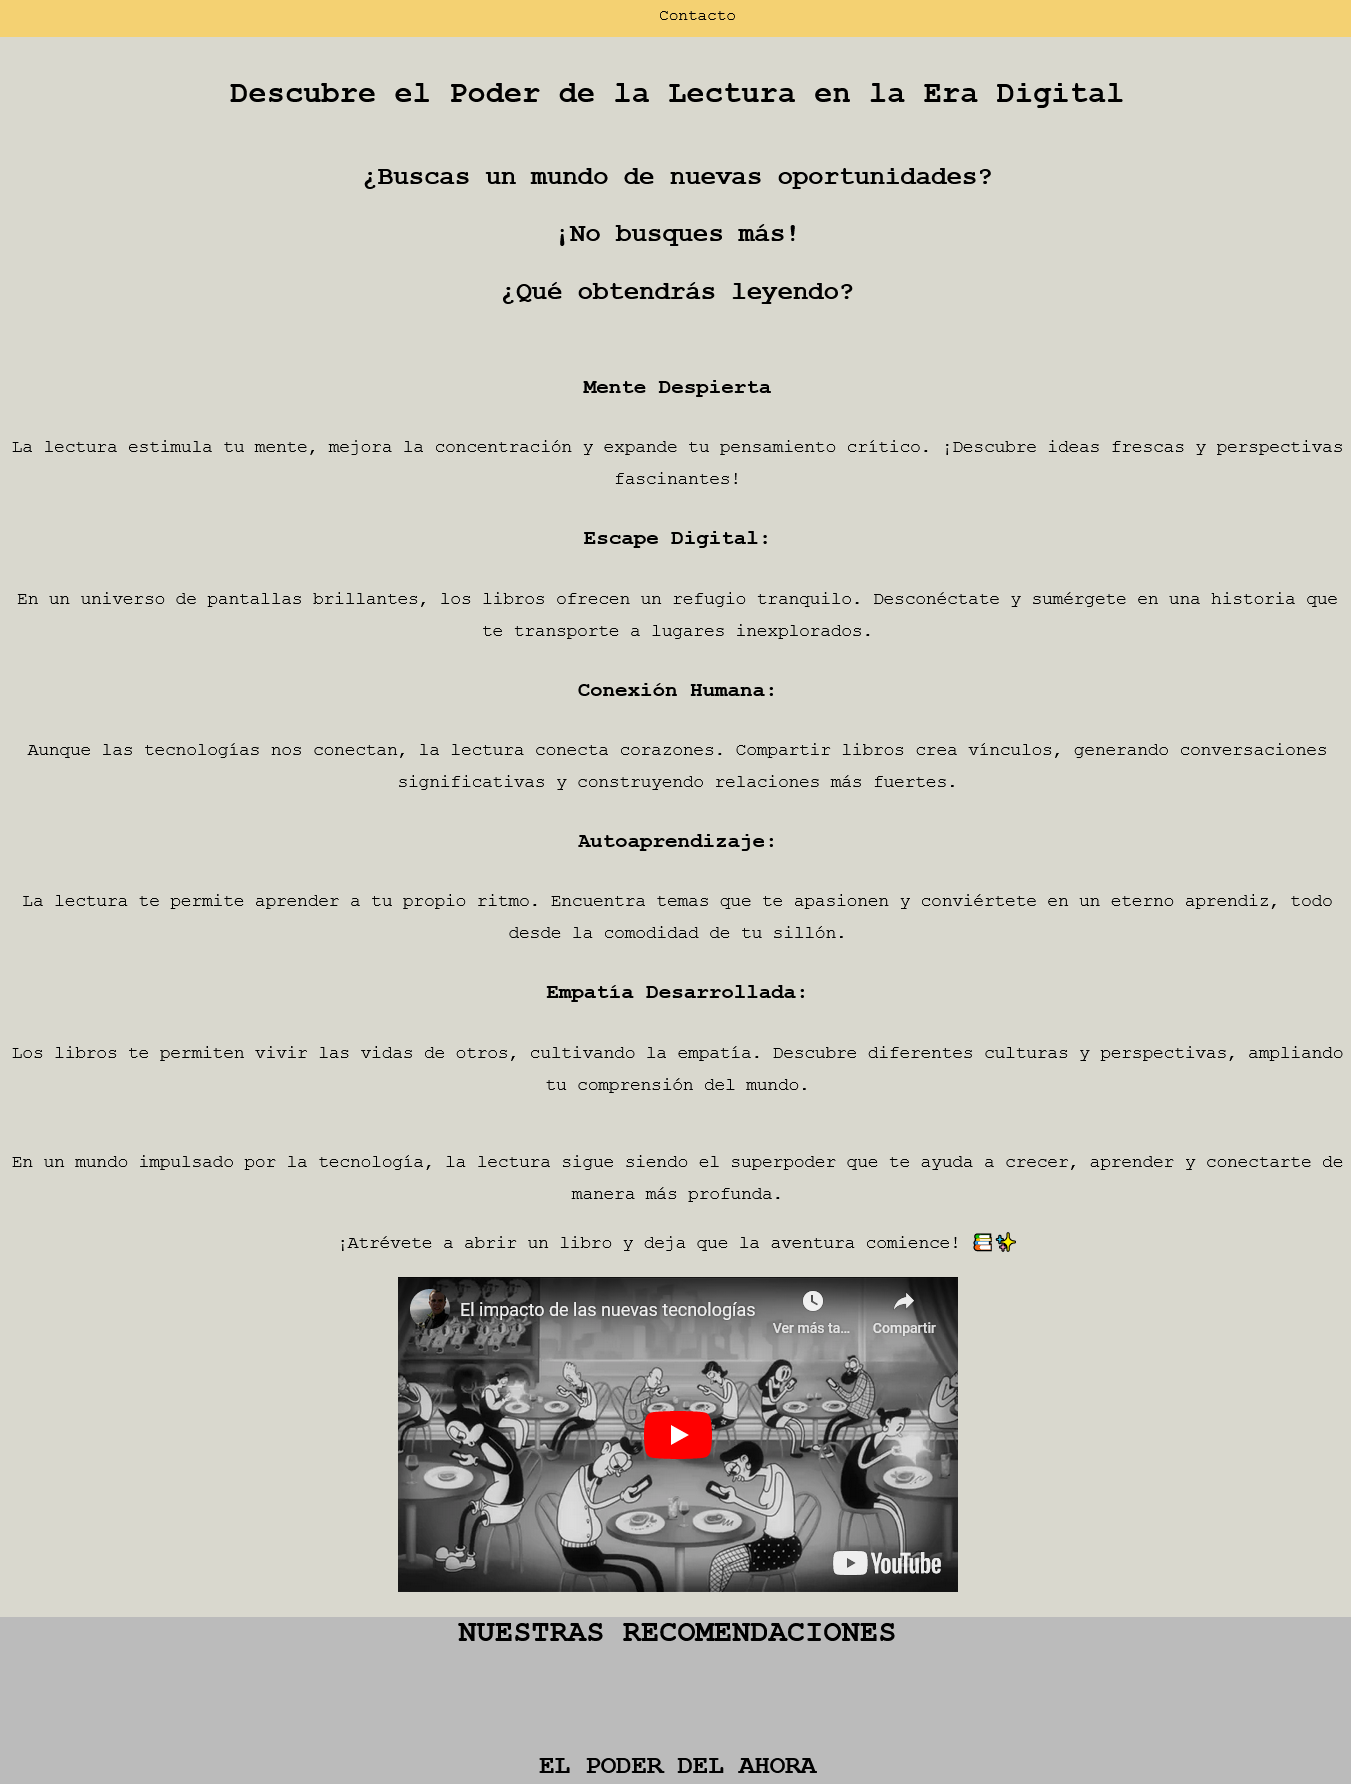 Contacto
Descubre el Poder de la Lectura en la Era Digital
¿Buscas un mundo de nuevas oportunidades?
¡No busques más!
¿Qué obtendrás leyendo?
Mente Despierta
La lectura estimula tu mente, mejora la concentración y expande tu pensamiento crítico. ¡Descubre ideas frescas y perspectivas
fascinantes!
Escape Digital:
En un universo de pantallas brillantes, los libros ofrecen un refugio tranquilo. Desconéctate y sumérgete en una historia que
te transporte a lugares inexplorados.
Conexión Humana:
Aunque las tecnologías nos conectan, la lectura conecta corazones. Compartir libros crea vínculos, generando conversaciones
significativas y construyendo relaciones más fuertes.
Autoaprendizaje:
La lectura te permite aprender a tu propio ritmo. Encuentra temas que te apasionen y conviértete en un eterno aprendiz, todo
desde la comodidad de tu sillón.
Empatía Desarrollada:
Los libros te permiten vivir las vidas de otros, cultivando la empatía. Descubre diferentes culturas y perspectivas, ampliando
tu comprensión del mundo.
En un mundo impulsado por la tecnología, la lectura sigue siendo el superpoder que te ayuda a crecer, aprender y conectarte de
manera más profunda.
¡Atrévete a abrir un libro y deja que la aventura comience! 📚✨
El impacto de las nuevas tecnologías
Ver más ta...
Compartir
YouTube
NUESTRAS RECOMENDACIONES
EL PODER DEL AHORA